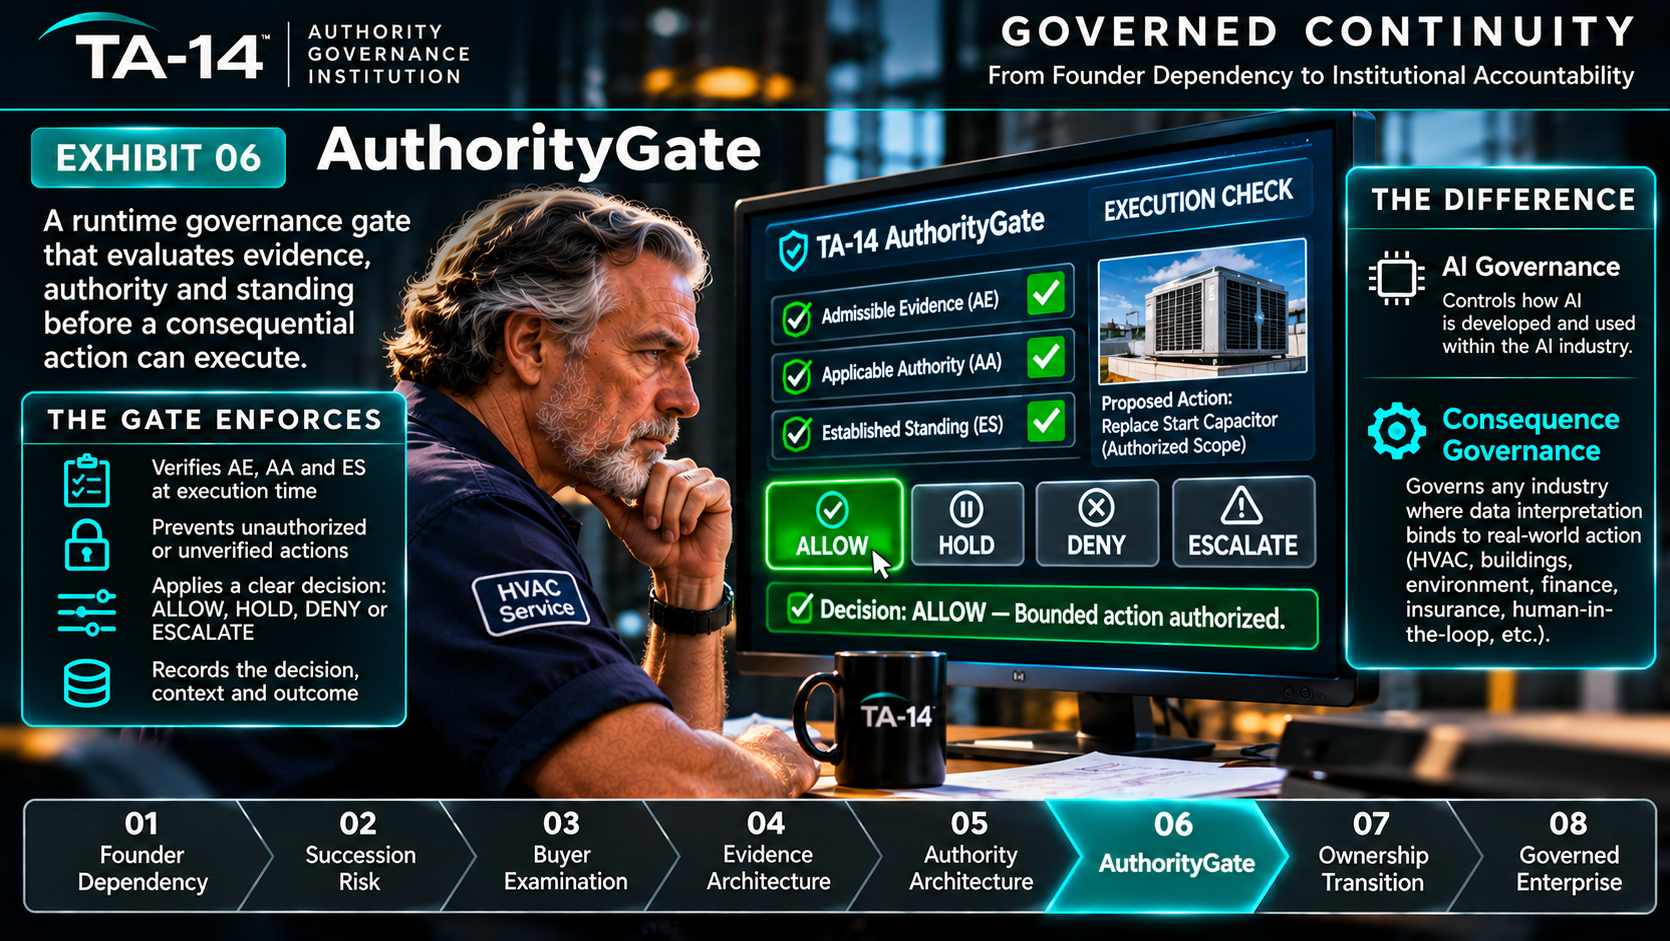 TA-14™
AUTHORITY
GOVERNANCE
INSTITUTION
GOVERNED CONTINUITY
From Founder Dependency to Institutional Accountability
EXHIBIT 06
AuthorityGate
A runtime governance gate
that evaluates evidence,
authority and standing
before a consequential
action can execute.
THE GATE ENFORCES
Verifies AE, AA and ES
at execution time
Prevents unauthorized
or unverified actions
Applies a clear decision:
ALLOW, HOLD, DENY or
ESCALATE
Records the decision,
context and outcome
HVAC
Service
TA-14 AuthorityGate
EXECUTION CHECK
Admissible Evidence (AE)
Applicable Authority (AA)
Established Standing (ES)
Proposed Action:
Replace Start Capacitor
(Authorized Scope)
ALLOW
HOLD
DENY
ESCALATE
Decision: ALLOW — Bounded action authorized.
TA-14
THE DIFFERENCE
AI Governance
Controls how AI
is developed and used
within the AI industry.
Consequence
Governance
Governs any industry
where data interpretation
binds to real-world action
(HVAC, buildings,
environment, finance,
insurance, human-in-
the-loop, etc.).
01
Founder
Dependency
02
Succession
Risk
03
Buyer
Examination
04
Evidence
Architecture
05
Authority
Architecture
06
AuthorityGate
07
Ownership
Transition
08
Governed
Enterprise